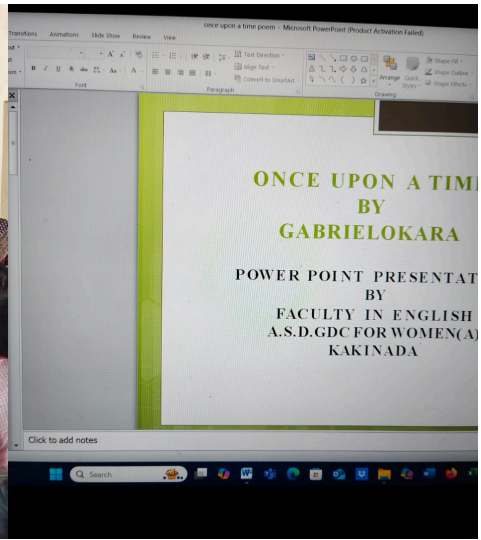 once upon a time poem - Microsoft PowerPoint (Product Activation Failed)
Transitions Animations Slide Show Review View
Text Direction
Align Text
Convert to SmartArt
Arrange
Quick Styles
Shape Fill
Shape Outline
Shape Effects
Font Paragraph Drawing
ONCE UPON A TIM
BY
GABRIELOKARA
POWER POINT PRESENTAT
BY
FACULTY IN ENGLISH
A.S.D.GDC FOR WOMEN(A)
KAKINADA
Click to add notes
Search